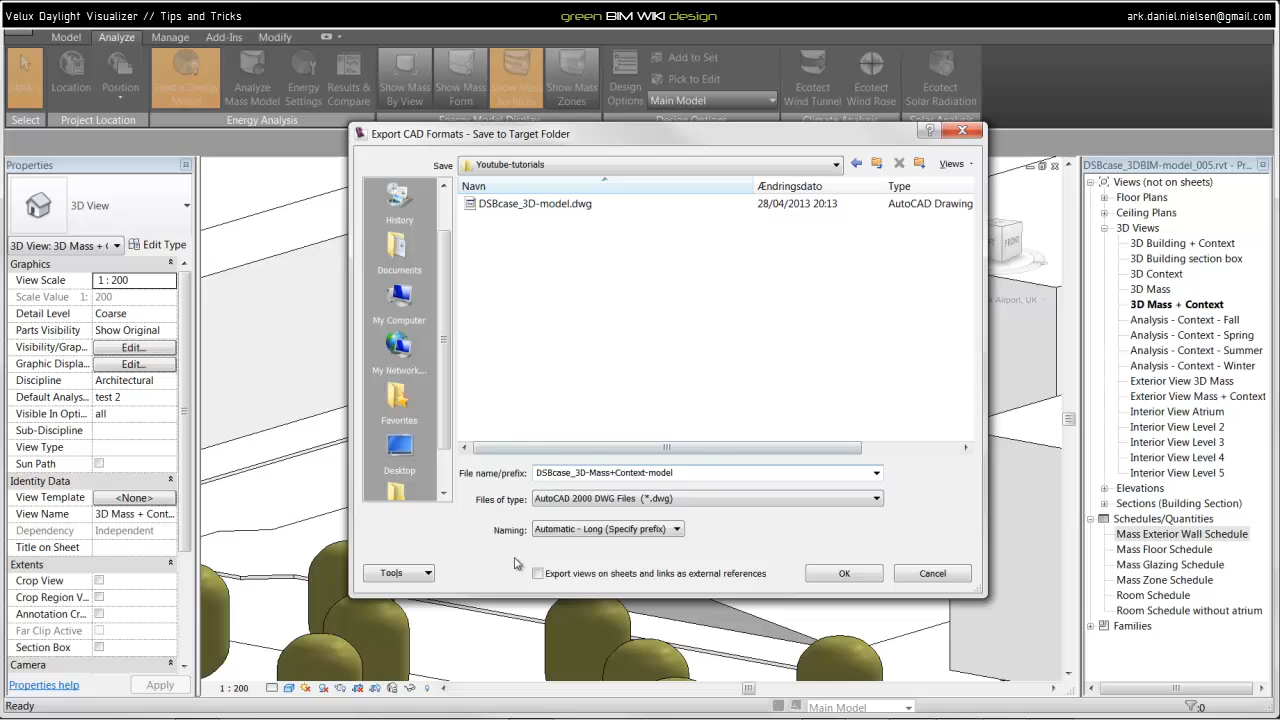 Velux Daylight Visualizer // Tips and Tricks
green BIM WIKI design
ark.daniel.nielsen@gmail.com
Model Analyze Manage Add-Ins Modify
Location
Position
Analyze
Mass Model
Energy
Settings
Results &
Compare
Show Mass
By View
Show Mass
Form
Show Mass
Zones
Design
Options
Add to Set
Pick to Edit
Main Model
Ecotect
Wind Tunnel
Ecotect
Wind Rose
Ecotect
Solar Radiation
Select
Project Location
Energy Analysis
Export CAD Formats - Save to Target Folder
Save
Youtube-tutorials
Views
Navn
Ændringsdato
Type
DSBcase_3D-model.dwg
28/04/2013 20:13
AutoCAD Drawing
History
Documents
My Computer
My Network...
Favorites
Desktop
File name/prefix:
DSBcase_3D-Mass+Context-model
Files of type:
AutoCAD 2000 DWG Files (*.dwg)
Naming:
Automatic - Long (Specify prefix)
Tools
Export views on sheets and links as external references
OK
Cancel
Properties
3D View
3D View: 3D Mass + (
Edit Type
Graphics
View Scale 1 : 200
Scale Value 1: 200
Detail Level Coarse
Parts Visibility Show Original
Visibility/Grap... Edit...
Graphic Displa... Edit...
Discipline Architectural
Default Analys... test 2
Visible In Opti... all
Sub-Discipline
View Type
Sun Path
Identity Data
View Template <None>
View Name 3D Mass + Cont...
Dependency Independent
Title on Sheet
Extents
Crop View
Crop Region V...
Annotation Cr...
Far Clip Active
Section Box
Camera
Properties help
Apply
Ready
1 : 200
Main Model
:0
FRONT
Airport, UK
DSBcase_3DBIM-model_005.rvt - Pr...
Views (not on sheets)
Floor Plans
Ceiling Plans
3D Views
3D Building + Context
3D Building section box
3D Context
3D Mass
3D Mass + Context
Analysis - Context - Fall
Analysis - Context - Spring
Analysis - Context - Summer
Analysis - Context - Winter
Exterior View 3D Mass
Exterior View Mass + Context
Interior View Atrium
Interior View Level 2
Interior View Level 3
Interior View Level 4
Interior View Level 5
Elevations
Sections (Building Section)
Schedules/Quantities
Mass Exterior Wall Schedule
Mass Floor Schedule
Mass Glazing Schedule
Mass Zone Schedule
Room Schedule
Room Schedule without atrium
Families